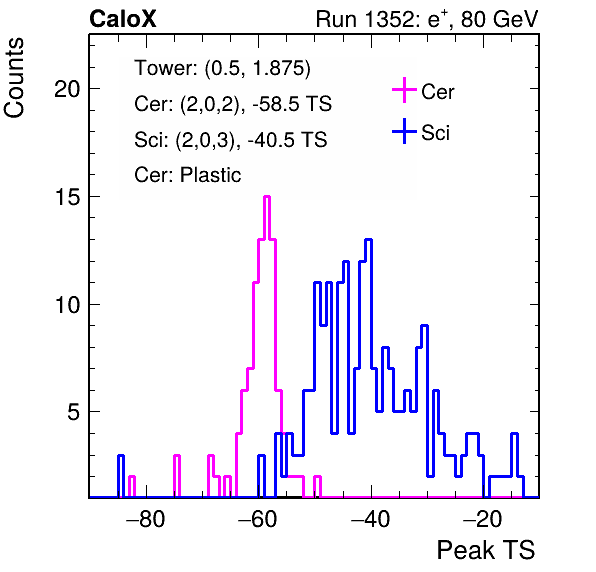 CaloX Run 1352: e⁺, 80 GeV
Counts
Tower: (0.5, 1.875)
Cer: (2,0,2), -58.5 TS
Sci: (2,0,3), -40.5 TS
Cer: Plastic
Cer
Sci
20
15
10
5
−80 −60 −40 −20
Peak TS